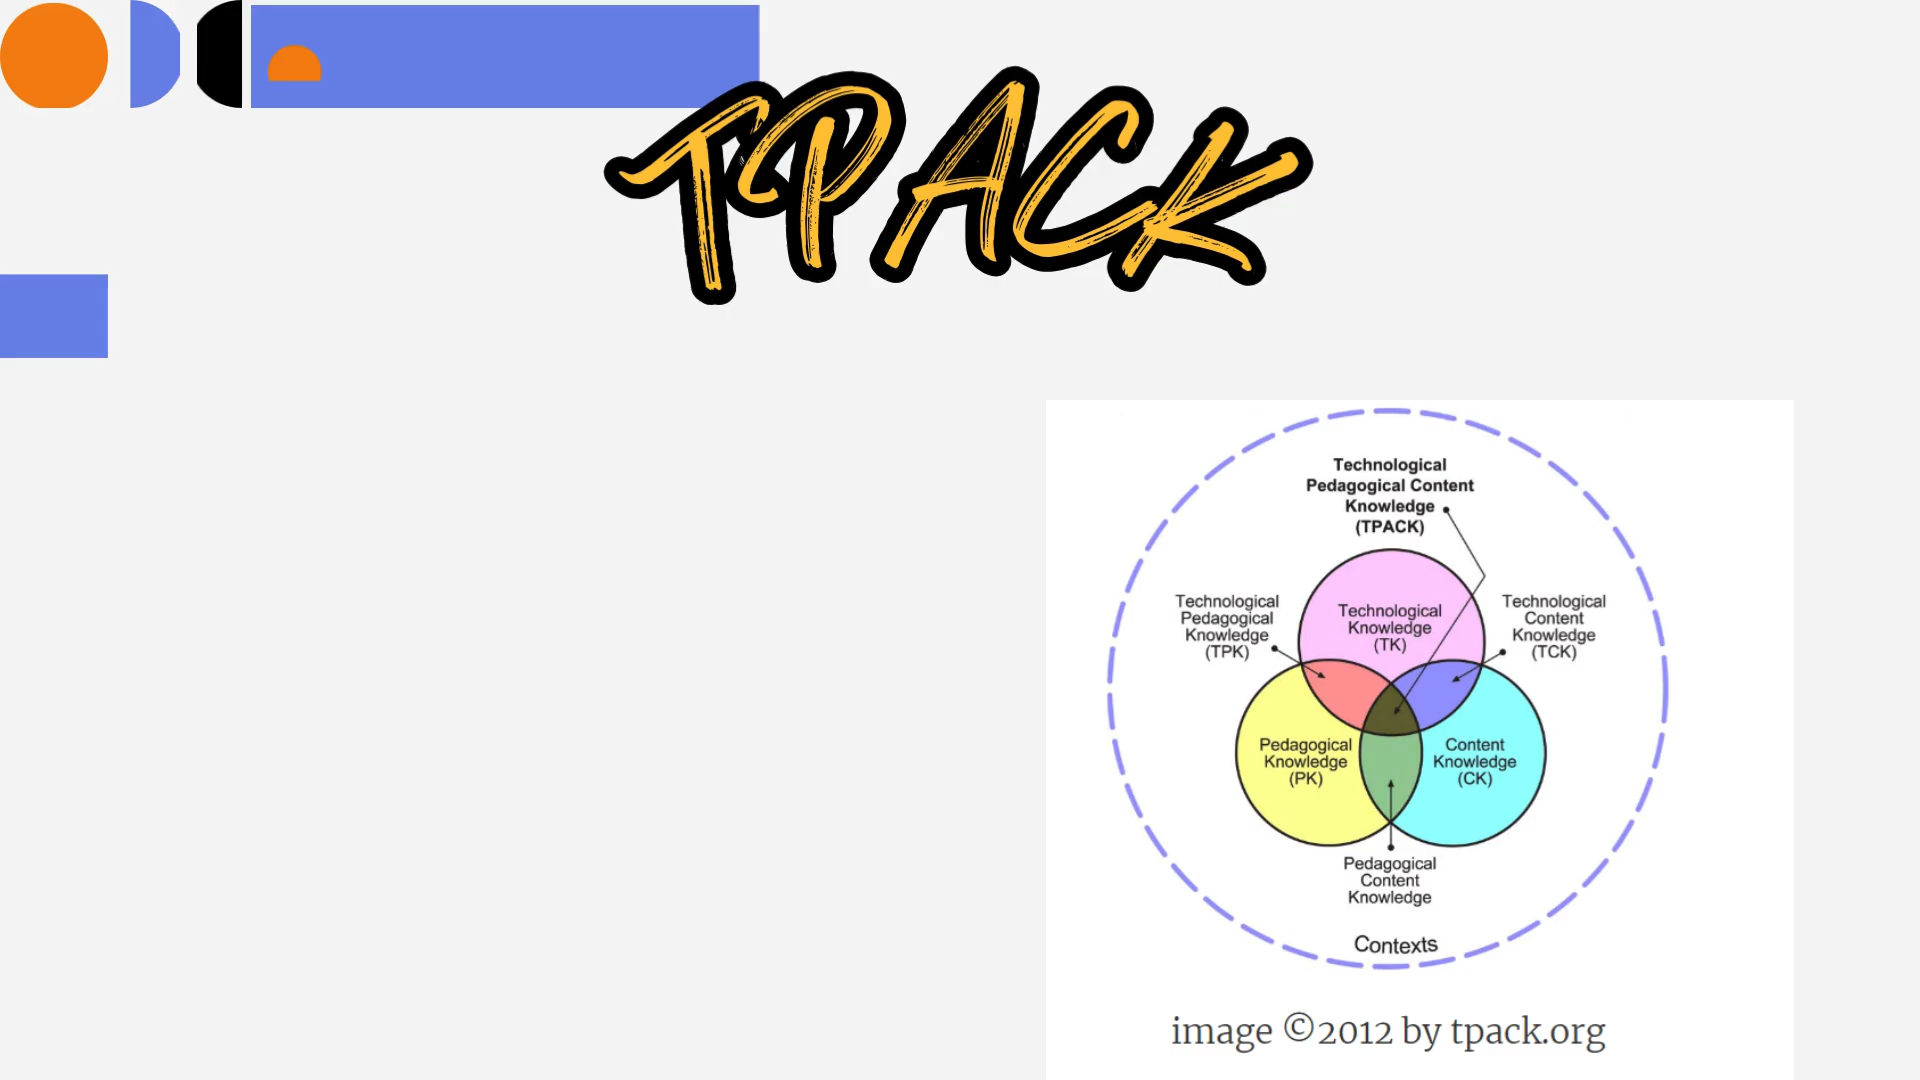 TPACK
Technological
Pedagogical Content
Knowledge
(TPACK)
Technological
Pedagogical
Knowledge
(TPK)
Technological
Knowledge
(TK)
Technological
Content
Knowledge
(TCK)
Pedagogical
Knowledge
(PK)
Content
Knowledge
(CK)
Pedagogical
Content
Knowledge
Contexts
image ©2012 by tpack.org